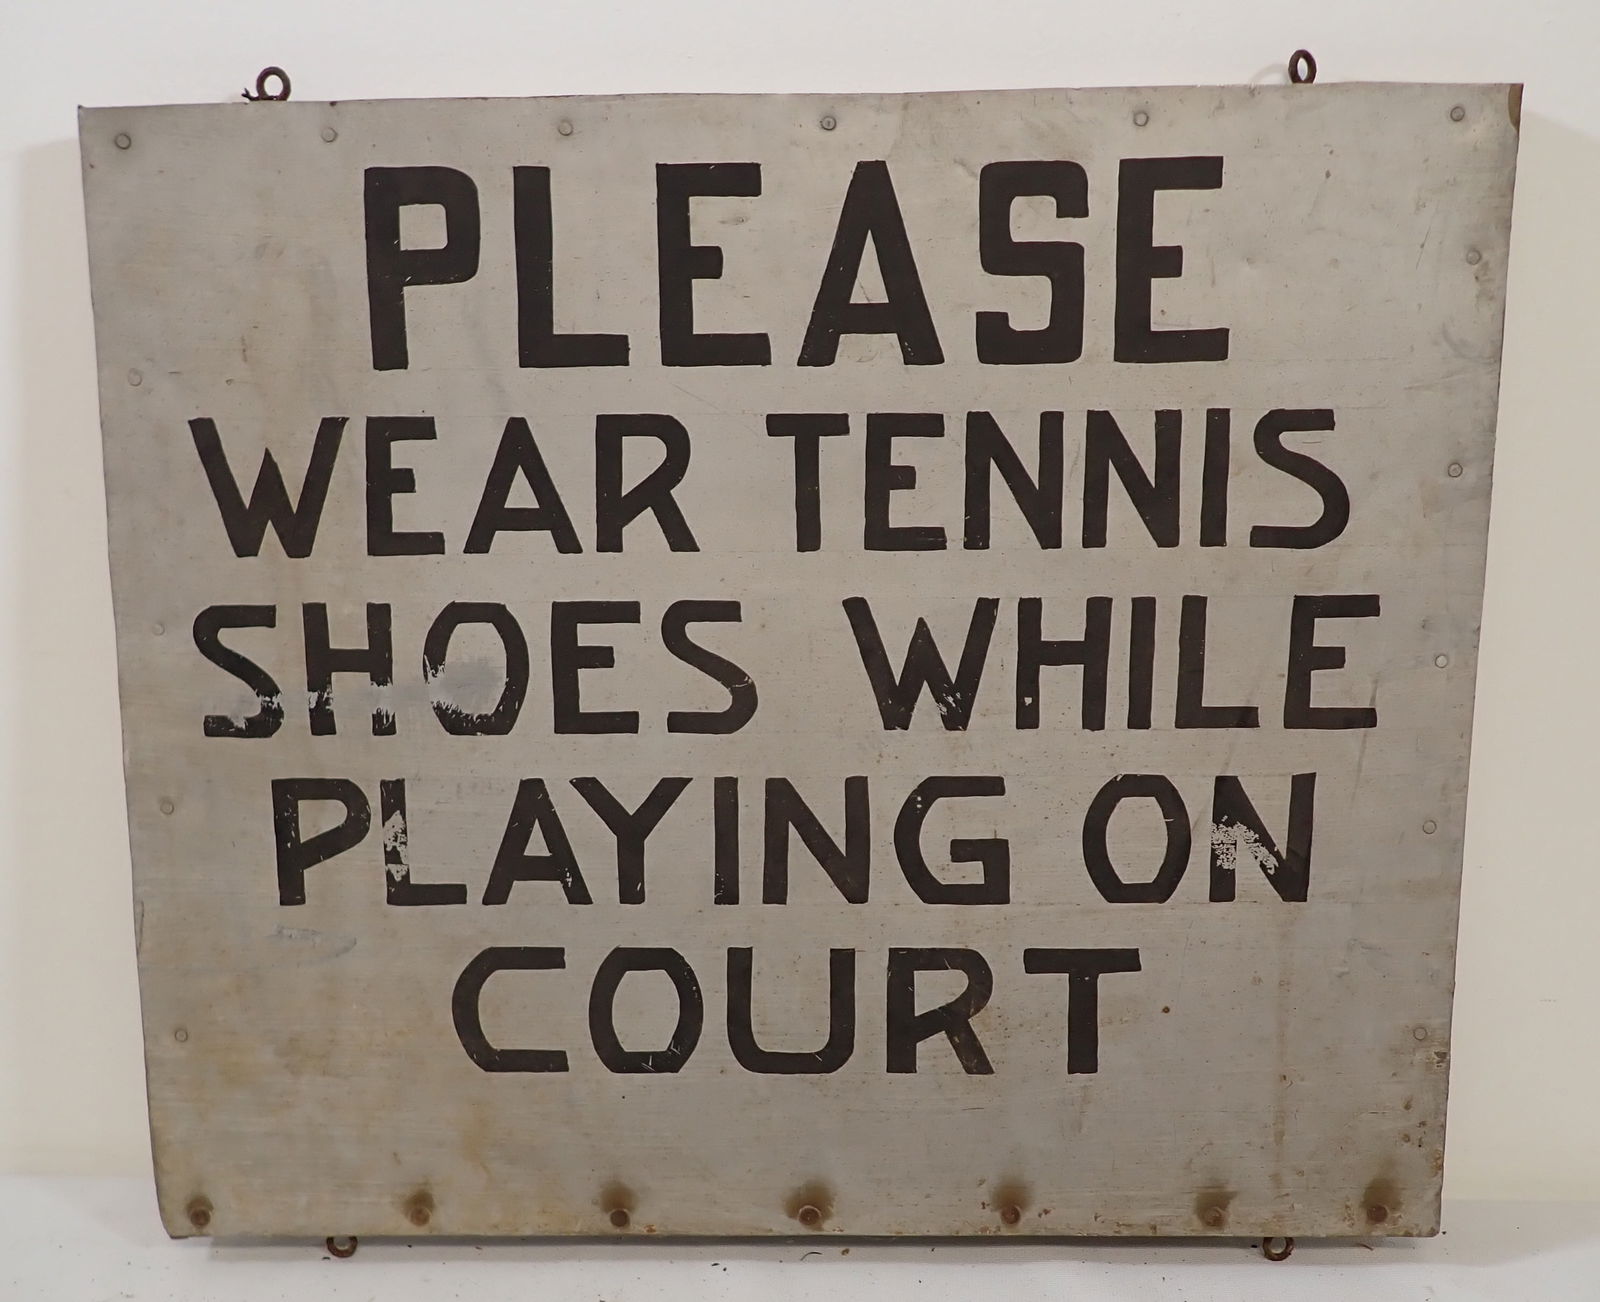 PLEASE
WEAR TENNIS
SHOES WHILE
PLAYING ON
COURT